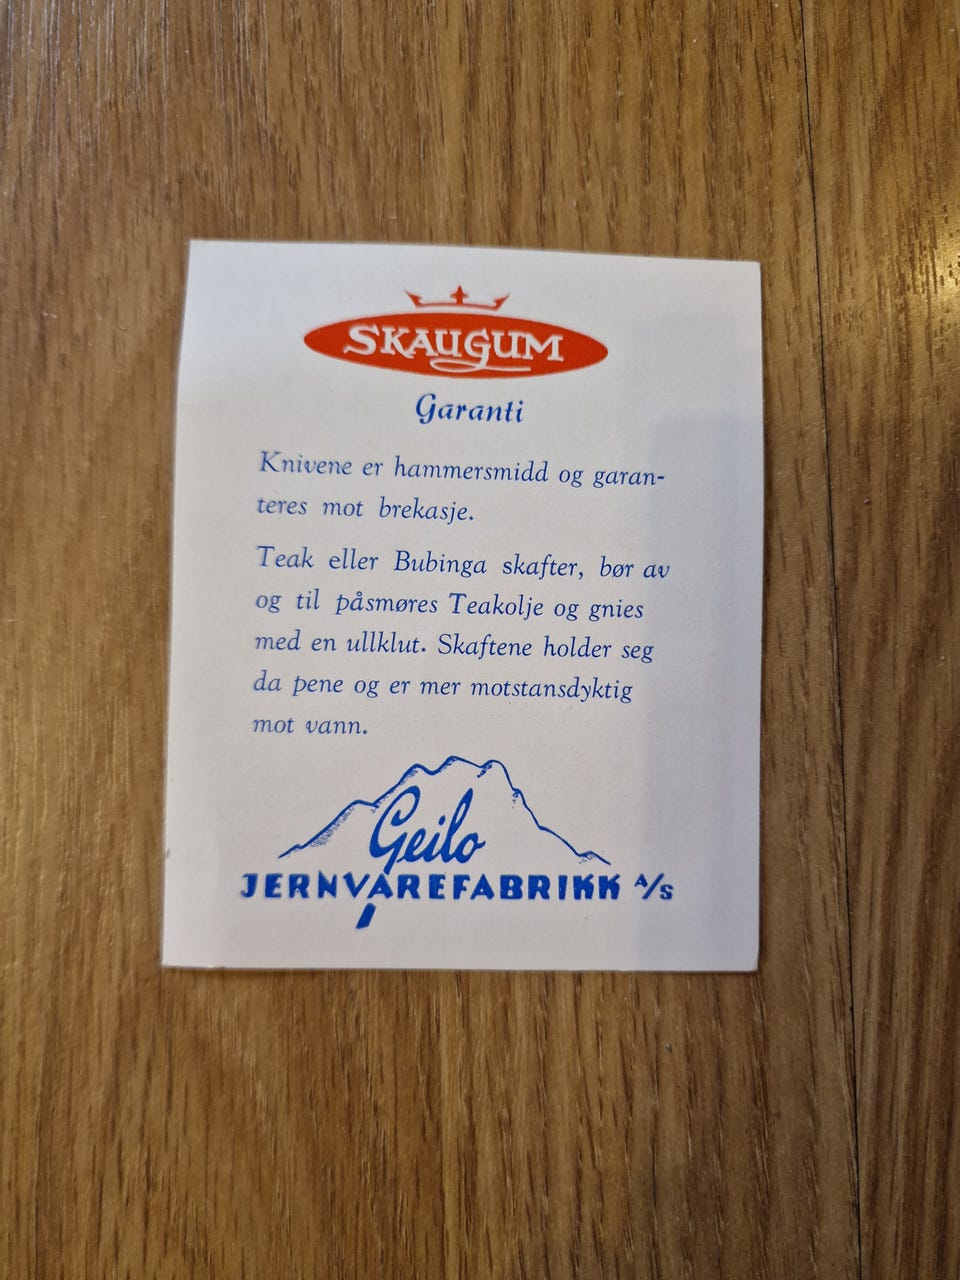 SKAUGUM
Garanti
Knivene er hammersmidd og garan-
teres mot brekasje.
Teak eller Bubinga skafter, bør av
og til påsmøres Teakolje og gnies
med en ullklut. Skaftene holder seg
da pene og er mer motstansdyktig
mot vann.
Geilo
JERNVAREFABRIKK A/S